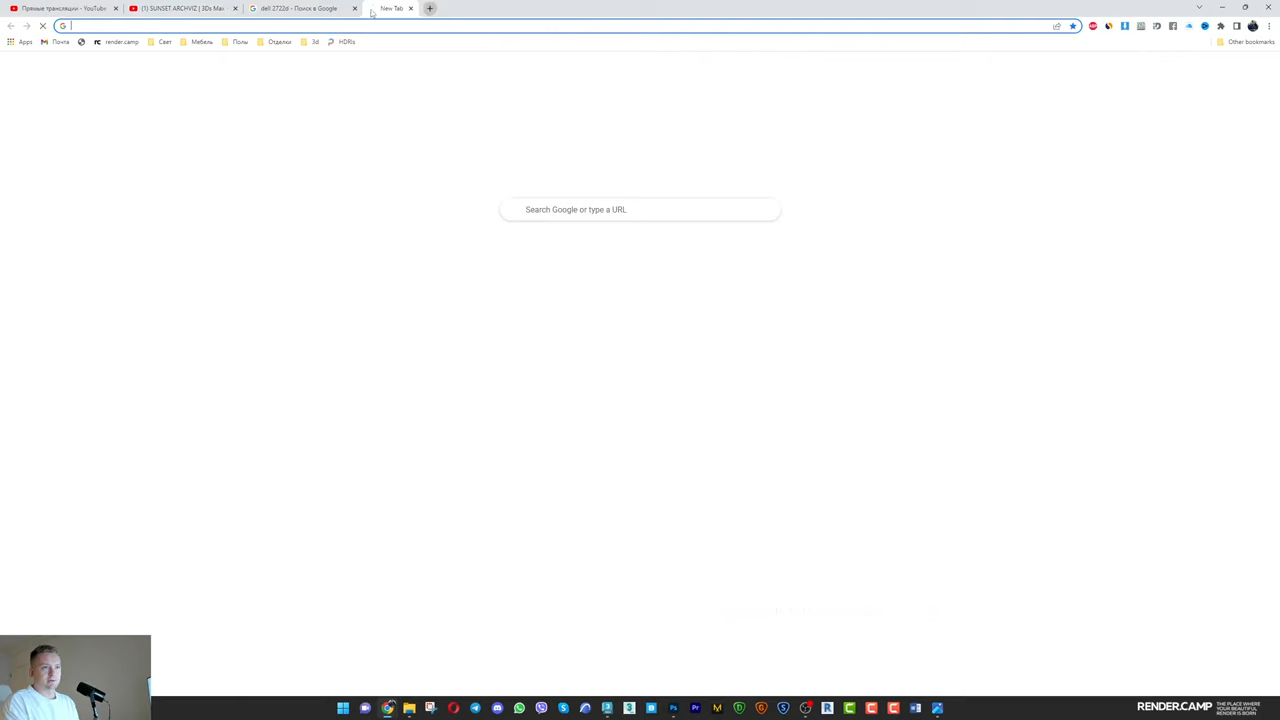 Прямые трансляции - YouTube
(1) SUNSET ARCHVIZ | 3Ds Max
dell 2722d - Поиск в Google
New Tab
Apps
Почта
render.camp
Свет
Мебель
Полы
Отделки
3d
HDRIs
Other bookmarks
Search Google or type a URL
RENDER.CAMP
THE PLACE WHERE
YOUR BEAUTIFUL
RENDER IS BORN